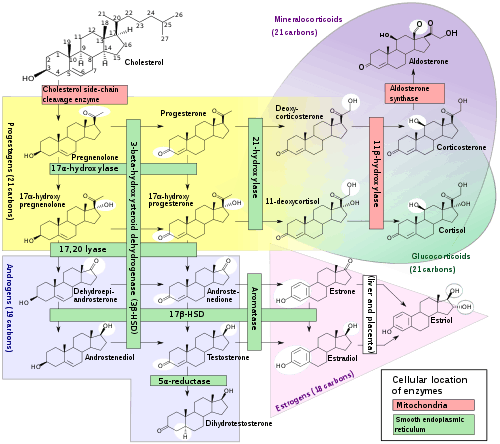 Mineralocorticoids
(21 carbons)
21
22
24
26
18
20
23
25
27
12
17
11
13
16
19
14
15
1
9
2
10
8
3
5
7
4
6
H
HO
Cholesterol
Aldosterone
Cholesterol side-chain
cleavage enzyme
Aldosterone
synthase
Progestagens (21 carbons)
Pregnenolone
Progesterone
Deoxy-
corticosterone
Corticosterone
17α-hydroxylase
3-beta-hydroxysteroid dehydrogenase (3β-HSD)
21-hydroxylase
11β-hydroxylase
17α-hydroxy
pregnenolone
17α-hydroxy
progesterone
11-deoxycortisol
Cortisol
17,20 lyase
Glucocorticoids
(21 carbons)
Androgens (19 carbons)
Dehydroepi-
androsterone
Androste-
nedione
Aromatase
Estrone
(liver and
placenta)
Estriol
17β-HSD
Androstenediol
Testosterone
Estradiol
5α-reductase
Dihydrotestosterone
Estrogens (18 carbons)
Cellular location
of enzymes
Mitochondria
Smooth endoplasmic
reticulum